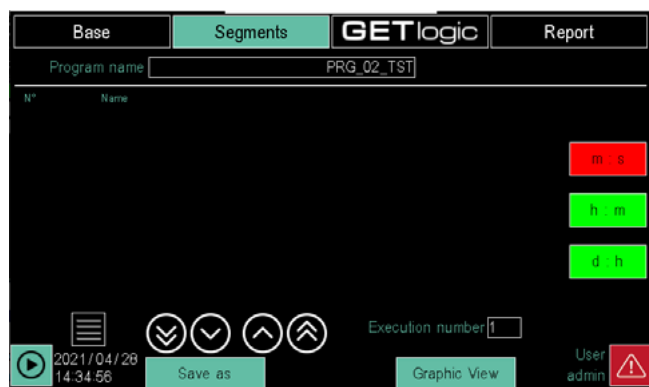 Base Segments GETlogic Report
Program name PRG_02_TST
N° Name
m : s
h : m
d : h
Execution number 1
2021/04/28
14:34:56
Save as
Graphic View
User
admin